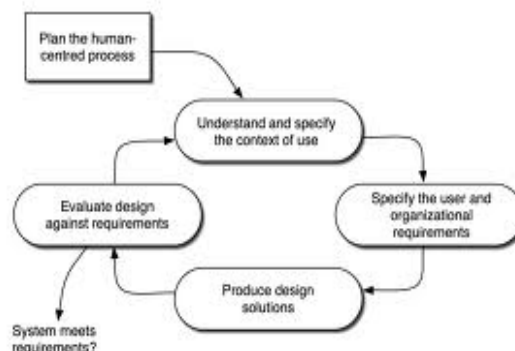 Plan the human-
centred process
Understand and specify
the context of use
Specify the user and
organizational
requirements
Produce design
solutions
Evaluate design
against requirements
System meets
requirements?